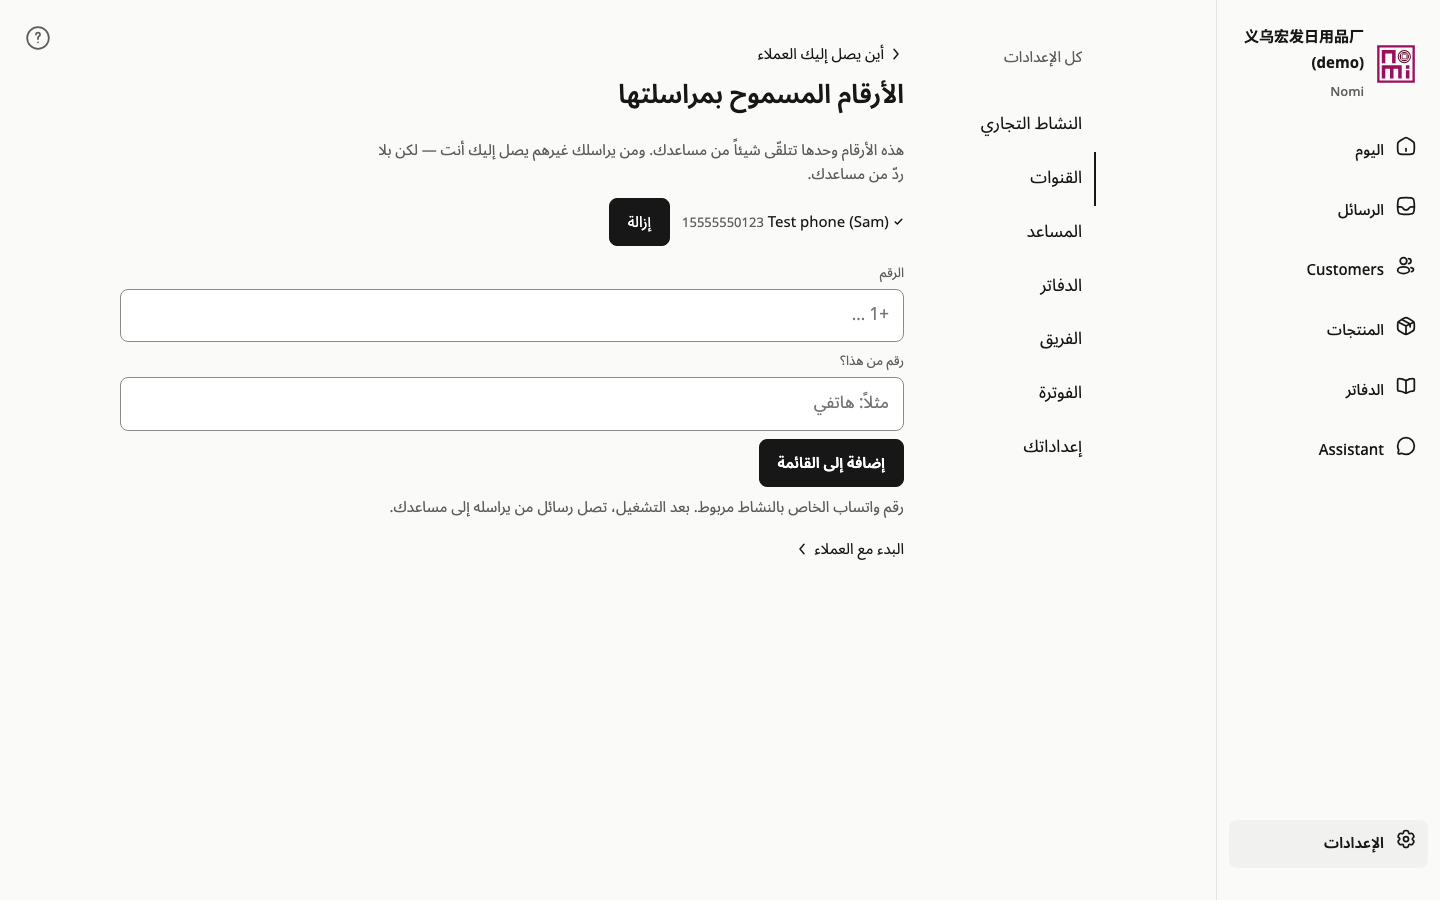 义乌宏发日用品厂
(demo)
Nomi
اليوم
الرسائل
Customers
المنتجات
الدفاتر
Assistant
الإعدادات
كل الإعدادات
النشاط التجاري
القنوات
المساعد
الدفاتر
الفريق
الفوترة
إعداداتك
أين يصل إليك العملاء
الأرقام المسموح بمراسلتها
هذه الأرقام وحدها تتلقّى شيئاً من مساعدك. ومن يراسلك غيرهم يصل إليك أنت — لكن بلا
ردّ من مساعدك.
Test phone (Sam) 15555550123
إزالة
الرقم
+1 …
رقم من هذا؟
مثلاً: هاتفي
إضافة إلى القائمة
رقم واتساب الخاص بالنشاط مربوط. بعد التشغيل، تصل رسائل من يراسله إلى مساعدك.
البدء مع العملاء